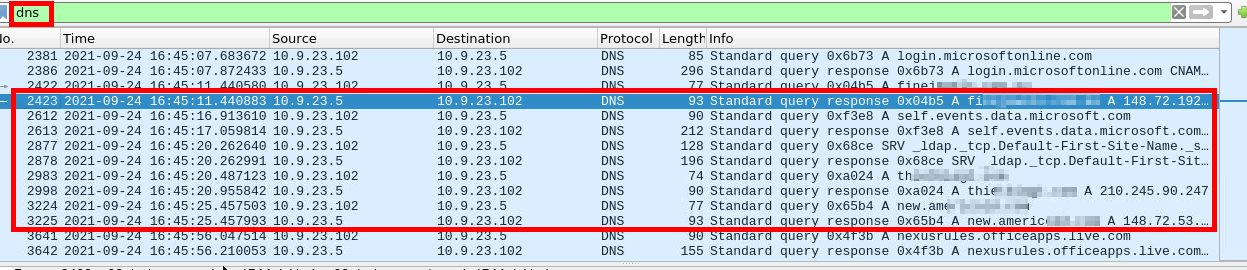 dns
No. Time Source Destination Protocol Length Info
2381 2021-09-24 16:45:07.683672 10.9.23.102 10.9.23.5 DNS 85 Standard query 0x6b73 A login.microsoftonline.com
2386 2021-09-24 16:45:07.872433 10.9.23.5 10.9.23.102 DNS 296 Standard query response 0x6b73 A login.microsoftonline.com CNAM…
2422 2021-09-24 16:45:11.440580 10.9.23.102 10.9.23.5 DNS 77 Standard query 0x04b5 A
2423 2021-09-24 16:45:11.440883 10.9.23.5 10.9.23.102 DNS 93 Standard query response 0x04b5 A A 148.72.192…
2612 2021-09-24 16:45:16.913610 10.9.23.102 10.9.23.5 DNS 90 Standard query 0xf3e8 A self.events.data.microsoft.com
2613 2021-09-24 16:45:17.059814 10.9.23.5 10.9.23.102 DNS 212 Standard query response 0xf3e8 A self.events.data.microsoft.com…
2877 2021-09-24 16:45:20.262640 10.9.23.102 10.9.23.5 DNS 128 Standard query 0x68ce SRV _ldap._tcp.Default-First-Site-Name._s…
2878 2021-09-24 16:45:20.262991 10.9.23.5 10.9.23.102 DNS 196 Standard query response 0x68ce SRV _ldap._tcp.Default-First-Sit…
2983 2021-09-24 16:45:20.487123 10.9.23.102 10.9.23.5 DNS 74 Standard query 0xa024 A
2998 2021-09-24 16:45:20.955842 10.9.23.5 10.9.23.102 DNS 90 Standard query response 0xa024 A A 210.245.90.247
3224 2021-09-24 16:45:25.457503 10.9.23.102 10.9.23.5 DNS 77 Standard query 0x65b4 A
3225 2021-09-24 16:45:25.457993 10.9.23.5 10.9.23.102 DNS 93 Standard query response 0x65b4 A A 148.72.53.…
3641 2021-09-24 16:45:56.047514 10.9.23.102 10.9.23.5 DNS 90 Standard query 0x4f3b A nexusrules.officeapps.live.com
3642 2021-09-24 16:45:56.210053 10.9.23.5 10.9.23.102 DNS 155 Standard query response 0x4f3b A nexusrules.officeapps.live.com…